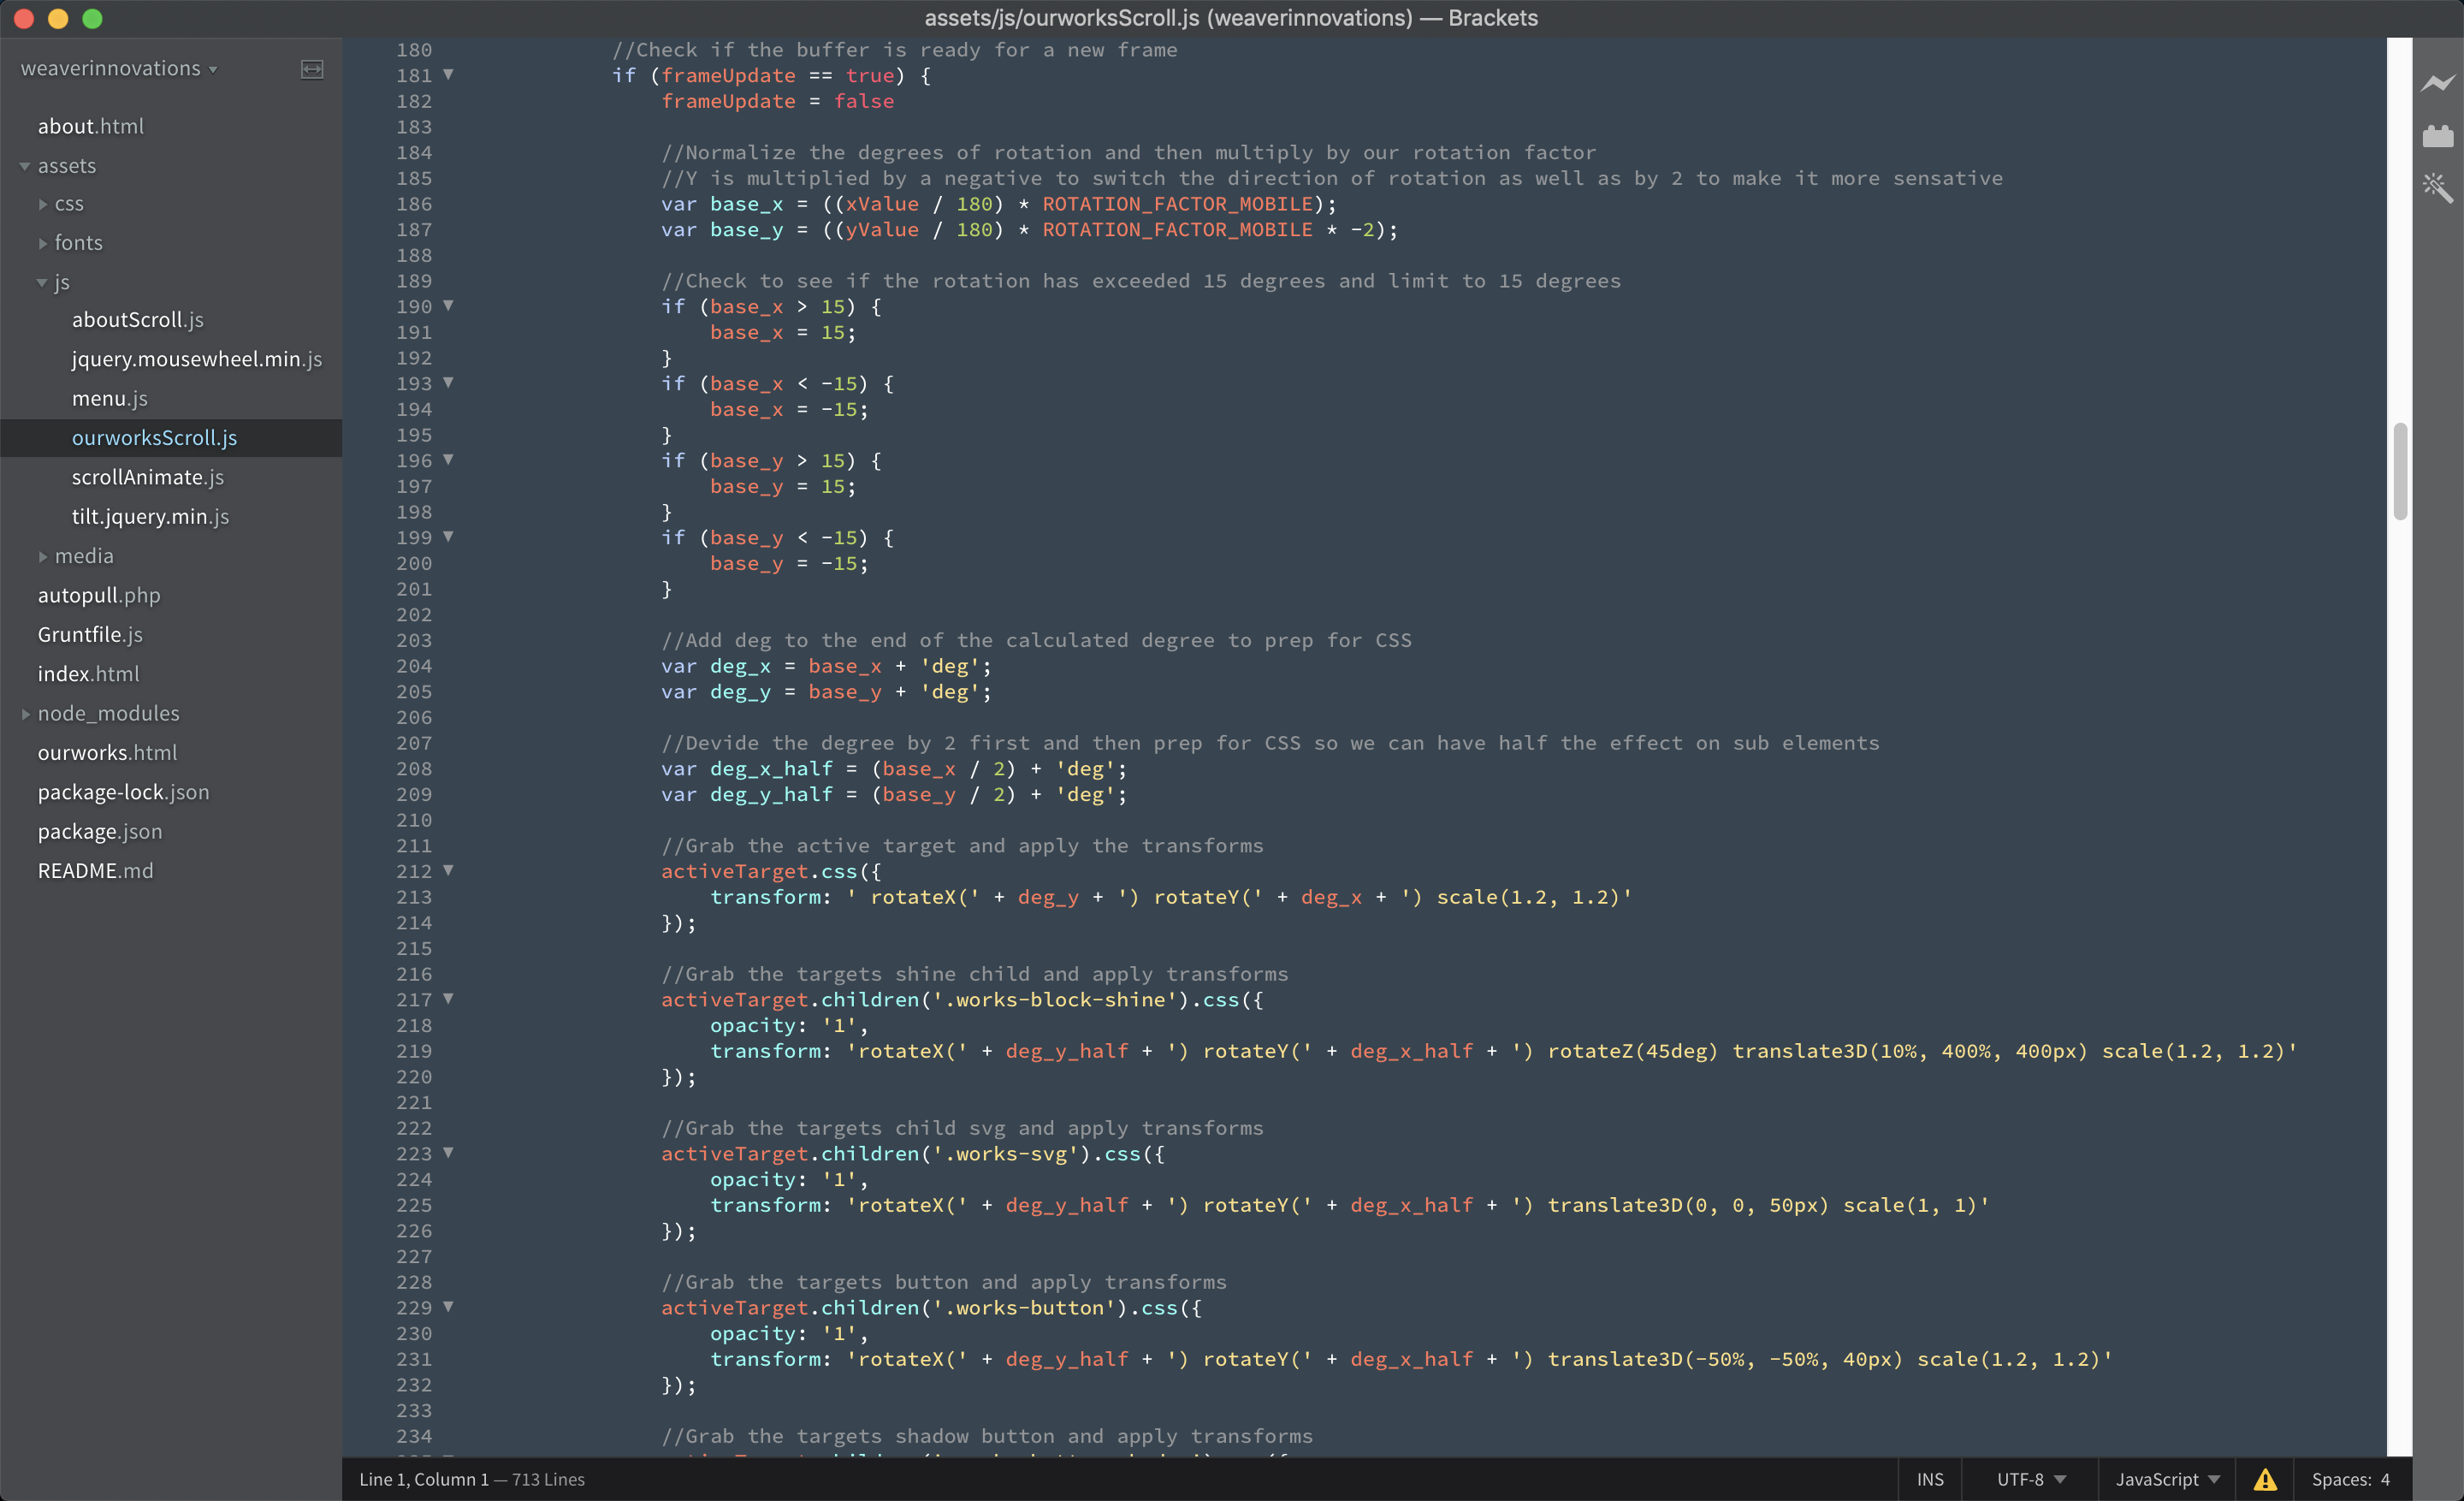 assets/js/ourworksScroll.js (weaverinnovations) — Brackets
weaverinnovations
about.html
assets
css
fonts
js
aboutScroll.js
jquery.mousewheel.min.js
menu.js
ourworksScroll.js
scrollAnimate.js
tilt.jquery.min.js
media
autopull.php
Gruntfile.js
index.html
node_modules
ourworks.html
package-lock.json
package.json
README.md
180 //Check if the buffer is ready for a new frame
181 if (frameUpdate == true) {
182 frameUpdate = false
183
184 //Normalize the degrees of rotation and then multiply by our rotation factor
185 //Y is multiplied by a negative to switch the direction of rotation as well as by 2 to make it more sensative
186 var base_x = ((xValue / 180) * ROTATION_FACTOR_MOBILE);
187 var base_y = ((yValue / 180) * ROTATION_FACTOR_MOBILE * -2);
188
189 //Check to see if the rotation has exceeded 15 degrees and limit to 15 degrees
190 if (base_x > 15) {
191 base_x = 15;
192 }
193 if (base_x < -15) {
194 base_x = -15;
195 }
196 if (base_y > 15) {
197 base_y = 15;
198 }
199 if (base_y < -15) {
200 base_y = -15;
201 }
202
203 //Add deg to the end of the calculated degree to prep for CSS
204 var deg_x = base_x + 'deg';
205 var deg_y = base_y + 'deg';
206
207 //Devide the degree by 2 first and then prep for CSS so we can have half the effect on sub elements
208 var deg_x_half = (base_x / 2) + 'deg';
209 var deg_y_half = (base_y / 2) + 'deg';
210
211 //Grab the active target and apply the transforms
212 activeTarget.css({
213 transform: ' rotateX(' + deg_y + ') rotateY(' + deg_x + ') scale(1.2, 1.2)'
214 });
215
216 //Grab the targets shine child and apply transforms
217 activeTarget.children('.works-block-shine').css({
218 opacity: '1',
219 transform: 'rotateX(' + deg_y_half + ') rotateY(' + deg_x_half + ') rotateZ(45deg) translate3D(10%, 400%, 400px) scale(1.2, 1.2)'
220 });
221
222 //Grab the targets child svg and apply transforms
223 activeTarget.children('.works-svg').css({
224 opacity: '1',
225 transform: 'rotateX(' + deg_y_half + ') rotateY(' + deg_x_half + ') translate3D(0, 0, 50px) scale(1, 1)'
226 });
227
228 //Grab the targets button and apply transforms
229 activeTarget.children('.works-button').css({
230 opacity: '1',
231 transform: 'rotateX(' + deg_y_half + ') rotateY(' + deg_x_half + ') translate3D(-50%, -50%, 40px) scale(1.2, 1.2)'
232 });
233
234 //Grab the targets shadow button and apply transforms
Line 1, Column 1 — 713 Lines
INS
UTF-8
JavaScript
Spaces: 4